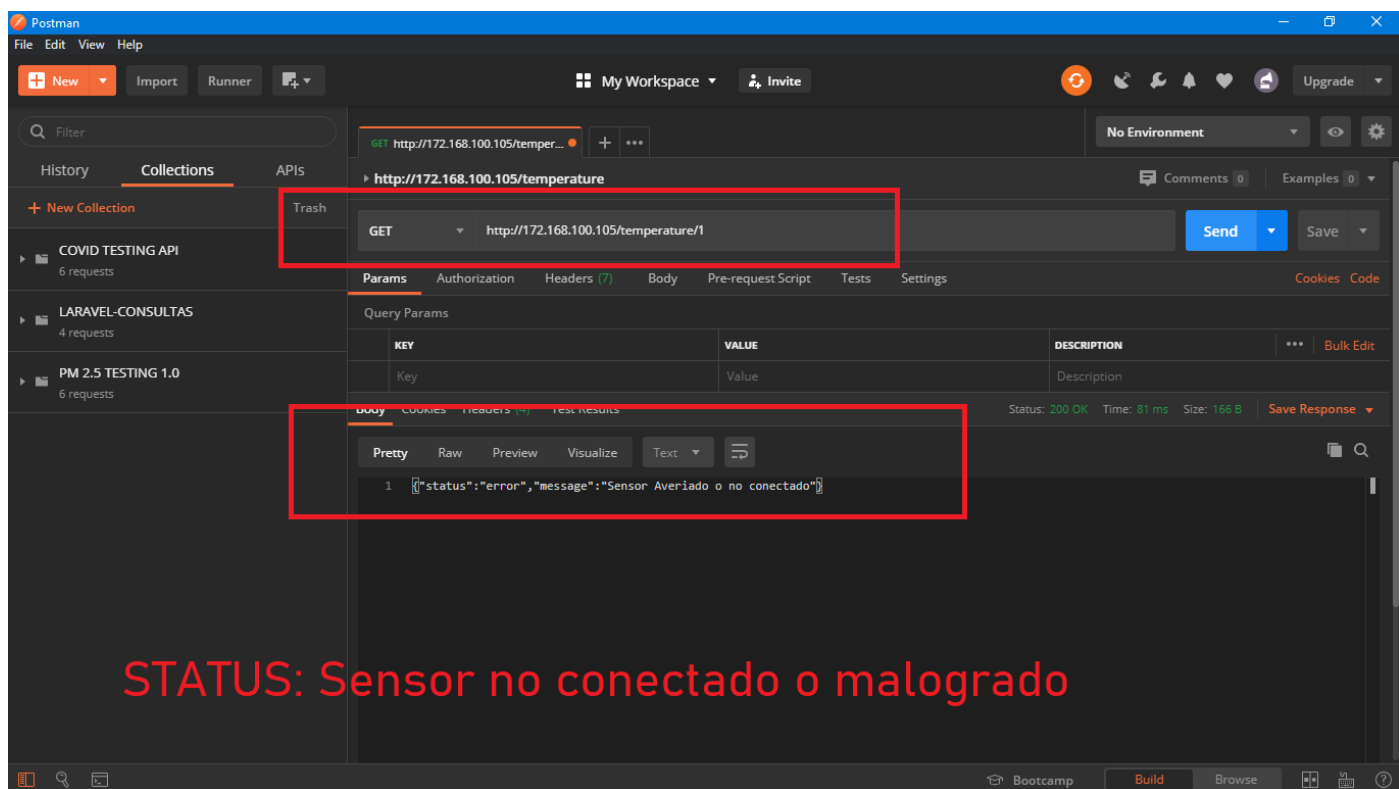 Postman
File Edit View Help
New Import Runner My Workspace Invite Upgrade
Filter
History Collections APIs
+ New Collection Trash
COVID TESTING API
6 requests
LARAVEL-CONSULTAS
4 requests
PM 2.5 TESTING 1.0
6 requests
GET http://172.168.100.105/temper... + ••• No Environment
http://172.168.100.105/temperature Comments 0 Examples 0
GET http://172.168.100.105/temperature/1 Send Save
Params Authorization Headers (7) Body Pre-request Script Tests Settings Cookies Code
Query Params
KEY VALUE DESCRIPTION ••• Bulk Edit
Key Value Description
Body Cookies Headers (4) Test Results Status: 200 OK Time: 81 ms Size: 166 B Save Response
Pretty Raw Preview Visualize Text
1 {"status":"error","message":"Sensor Averiado o no conectado"}
STATUS: Sensor no conectado o malogrado
Bootcamp Build Browse